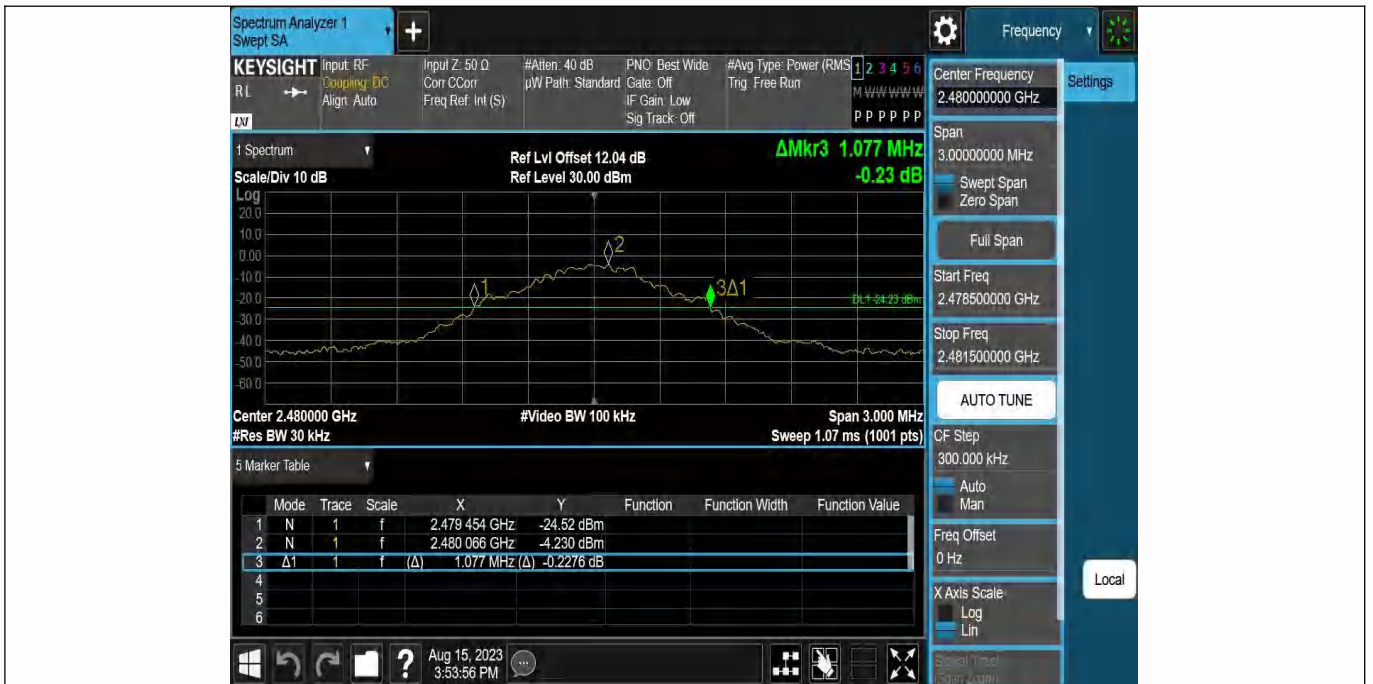 Spectrum Analyzer 1
Swept SA
+
Frequency
KEYSIGHT
RL
LXI
Input: RF
Coupling: DC
Align: Auto
Input Z: 50 Ω
Corr CCorr
Freq Ref: Int (S)
#Atten: 40 dB
µW Path: Standard
PNO: Best Wide
Gate: Off
IF Gain: Low
Sig Track: Off
#Avg Type: Power (RMS
Trig: Free Run
1 2 3 4 5 6
M W W W W W
P P P P P P
1 Spectrum
Scale/Div 10 dB
Log
Ref Lvl Offset 12.04 dB
Ref Level 30.00 dBm
ΔMkr3 1.077 MHz
-0.23 dB
20.0
10.0
0.00
-10.0
-20.0
-30.0
-40.0
-50.0
-60.0
1
2
3Δ1
DL1 -24.23 dBm
Center 2.480000 GHz
#Video BW 100 kHz
Span 3.000 MHz
#Res BW 30 kHz
Sweep 1.07 ms (1001 pts)
5 Marker Table
Mode Trace Scale X Y Function Function Width Function Value
1 N 1 f 2.479 454 GHz -24.52 dBm
2 N 1 f 2.480 066 GHz -4.230 dBm
3 Δ1 1 f (Δ) 1.077 MHz (Δ) -0.2276 dB
4
5
6
Aug 15, 2023
3:53:56 PM
?
Center Frequency
2.480000000 GHz
Settings
Span
3.00000000 MHz
Swept Span
Zero Span
Full Span
Start Freq
2.478500000 GHz
Stop Freq
2.481500000 GHz
AUTO TUNE
CF Step
300.000 kHz
Auto
Man
Freq Offset
0 Hz
X Axis Scale
Log
Lin
Signal Track
(Span Zoom)
Local